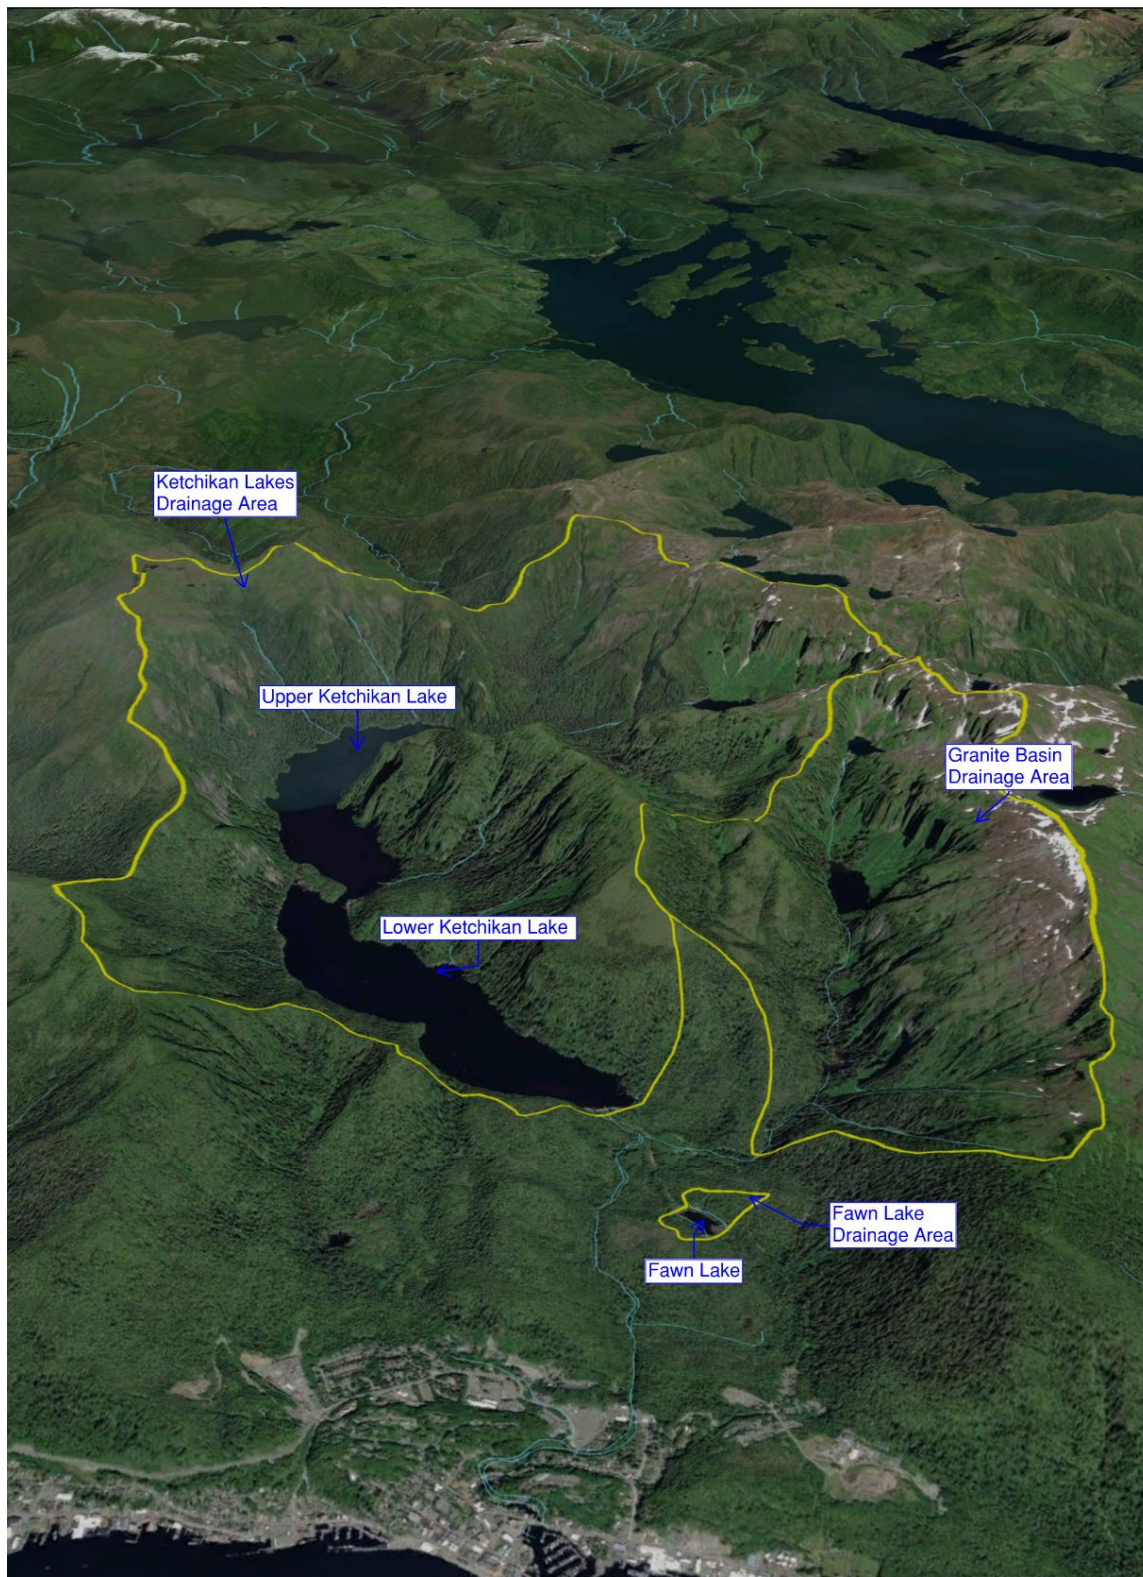 Ketchikan Lakes
Drainage Area
Upper Ketchikan Lake
Granite Basin
Drainage Area
Lower Ketchikan Lake
Fawn Lake
Drainage Area
Fawn Lake